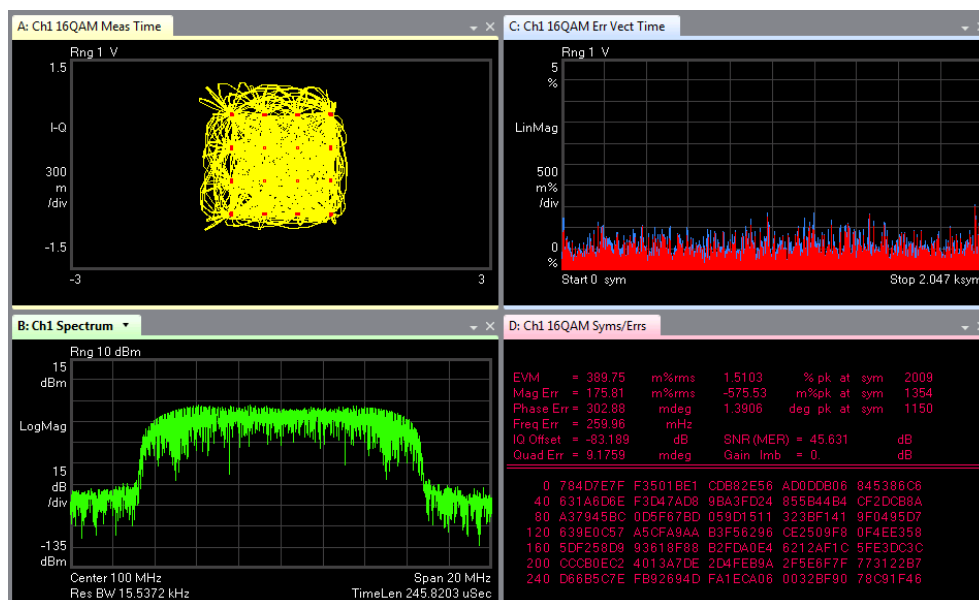 A: Ch1 16QAM Meas Time
Rng 1 V
1.5
I-Q
300
m
/div
-1.5
-3
3
C: Ch1 16QAM Err Vect Time
Rng 1 V
5
%
LinMag
500
m%
/div
0
%
Start 0 sym
Stop 2.047 ksym
B: Ch1 Spectrum
Rng 10 dBm
15
dBm
LogMag
15
dB
/div
-135
dBm
Center 100 MHz
Span 20 MHz
Res BW 15.5372 kHz
TimeLen 245.8203 uSec
D: Ch1 16QAM Syms/Errs
EVM = 389.75 m%rms 1.5103 % pk at sym 2009
Mag Err = 175.81 m%rms -575.53 m% pk at sym 1354
Phase Err = 302.88 mdeg 1.3906 deg pk at sym 1150
Freq Err = 259.96 mHz
IQ Offset = -83.189 dB SNR (MER) = 45.631 dB
Quad Err = 9.1759 mdeg Gain Imb = 0. dB
0 784D7E7F F3501BE1 CDB82E56 AD0DDB06 845386C6
40 631A6D6E F3D47AD8 9BA3FD24 855B44B4 CF2DCB8A
80 A37945BC 0D5F67BD 059D1511 323BF141 9F0495D7
120 639E0C57 A5CFA9AA B3F56296 CE2509F8 0F4EE358
160 5DF258D9 93618F88 B2FDA0E4 6212AF1C 5FE3DC3C
200 CCCB0EC2 4013A7DE 2D4FEB9A 2F5E6F7F 773122B7
240 D66B5C7E FB92694D FA1ECA06 0032BF90 78C91F46